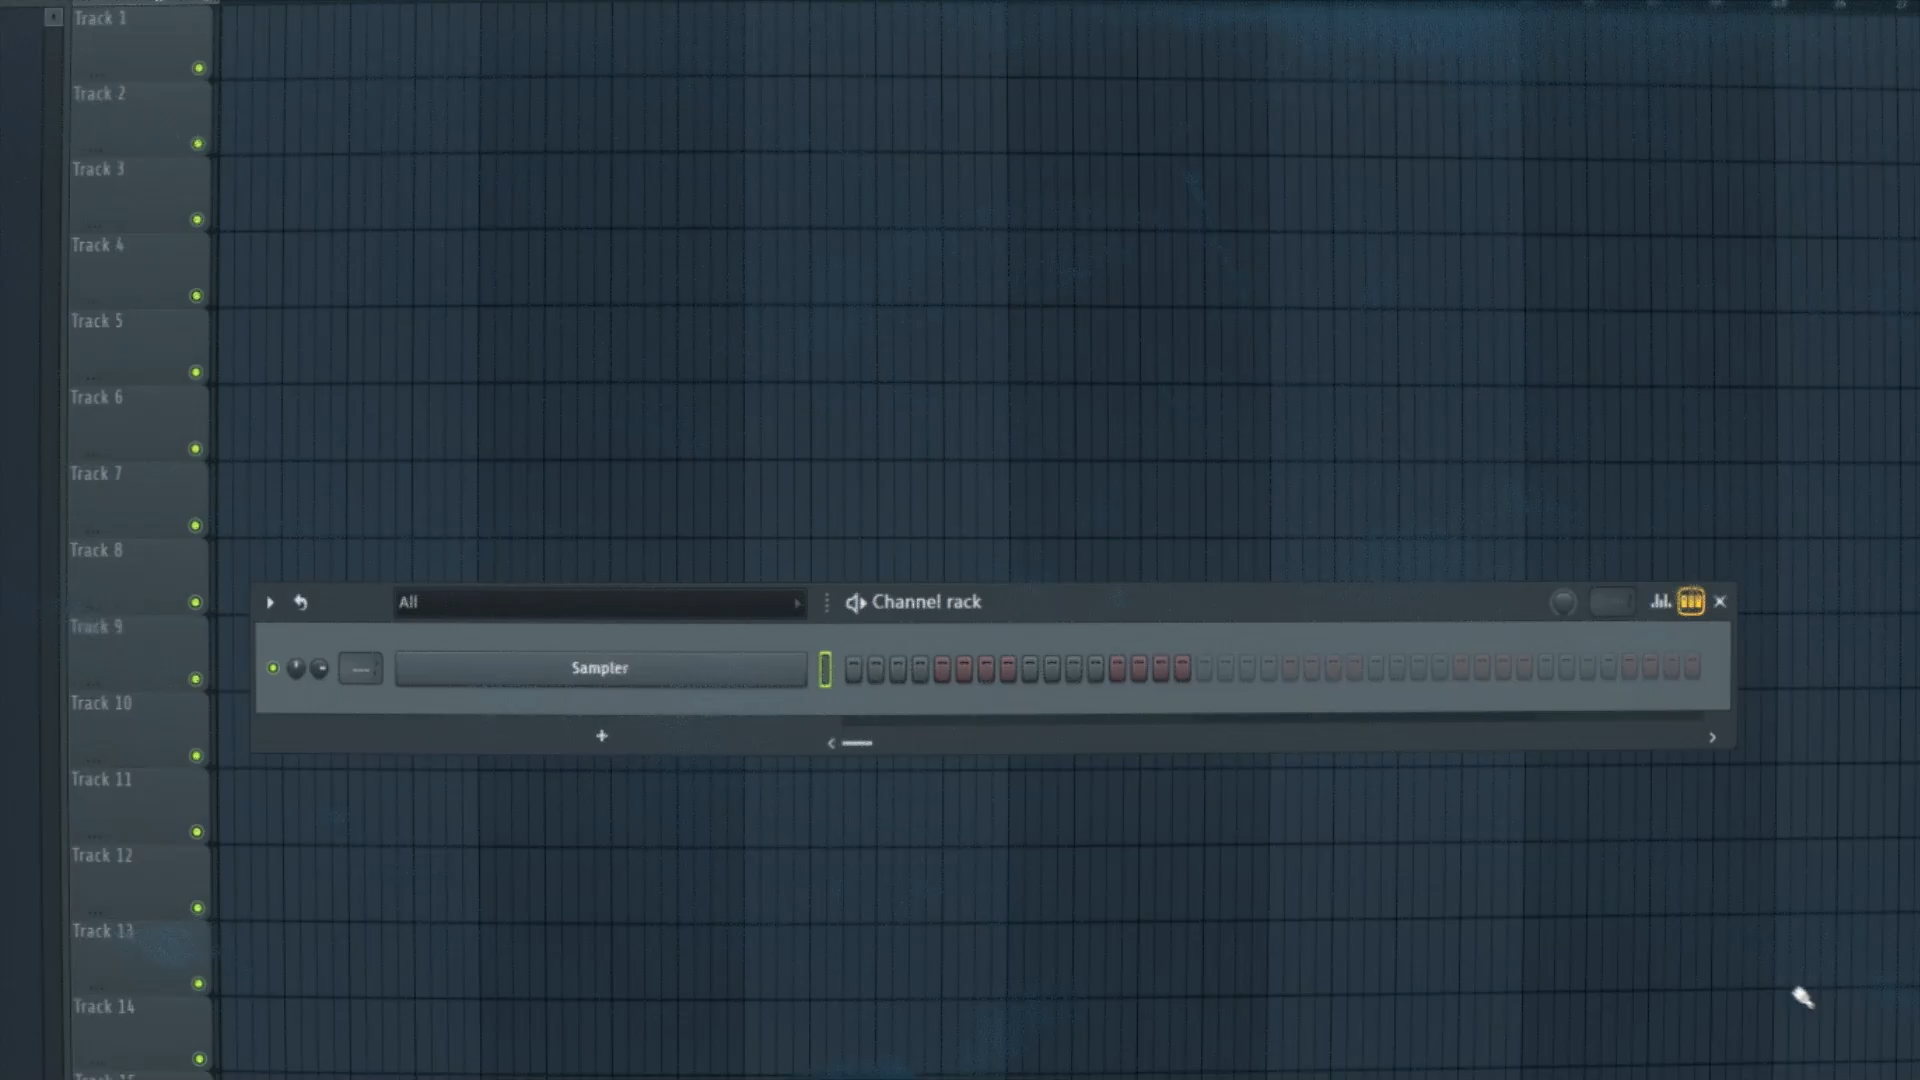 Track 1
Track 2
Track 3
Track 4
Track 5
Track 6
Track 7
Track 8
All
Channel rack
Track 9
Sampler
Track 10
Track 11
Track 12
Track 13
Track 14